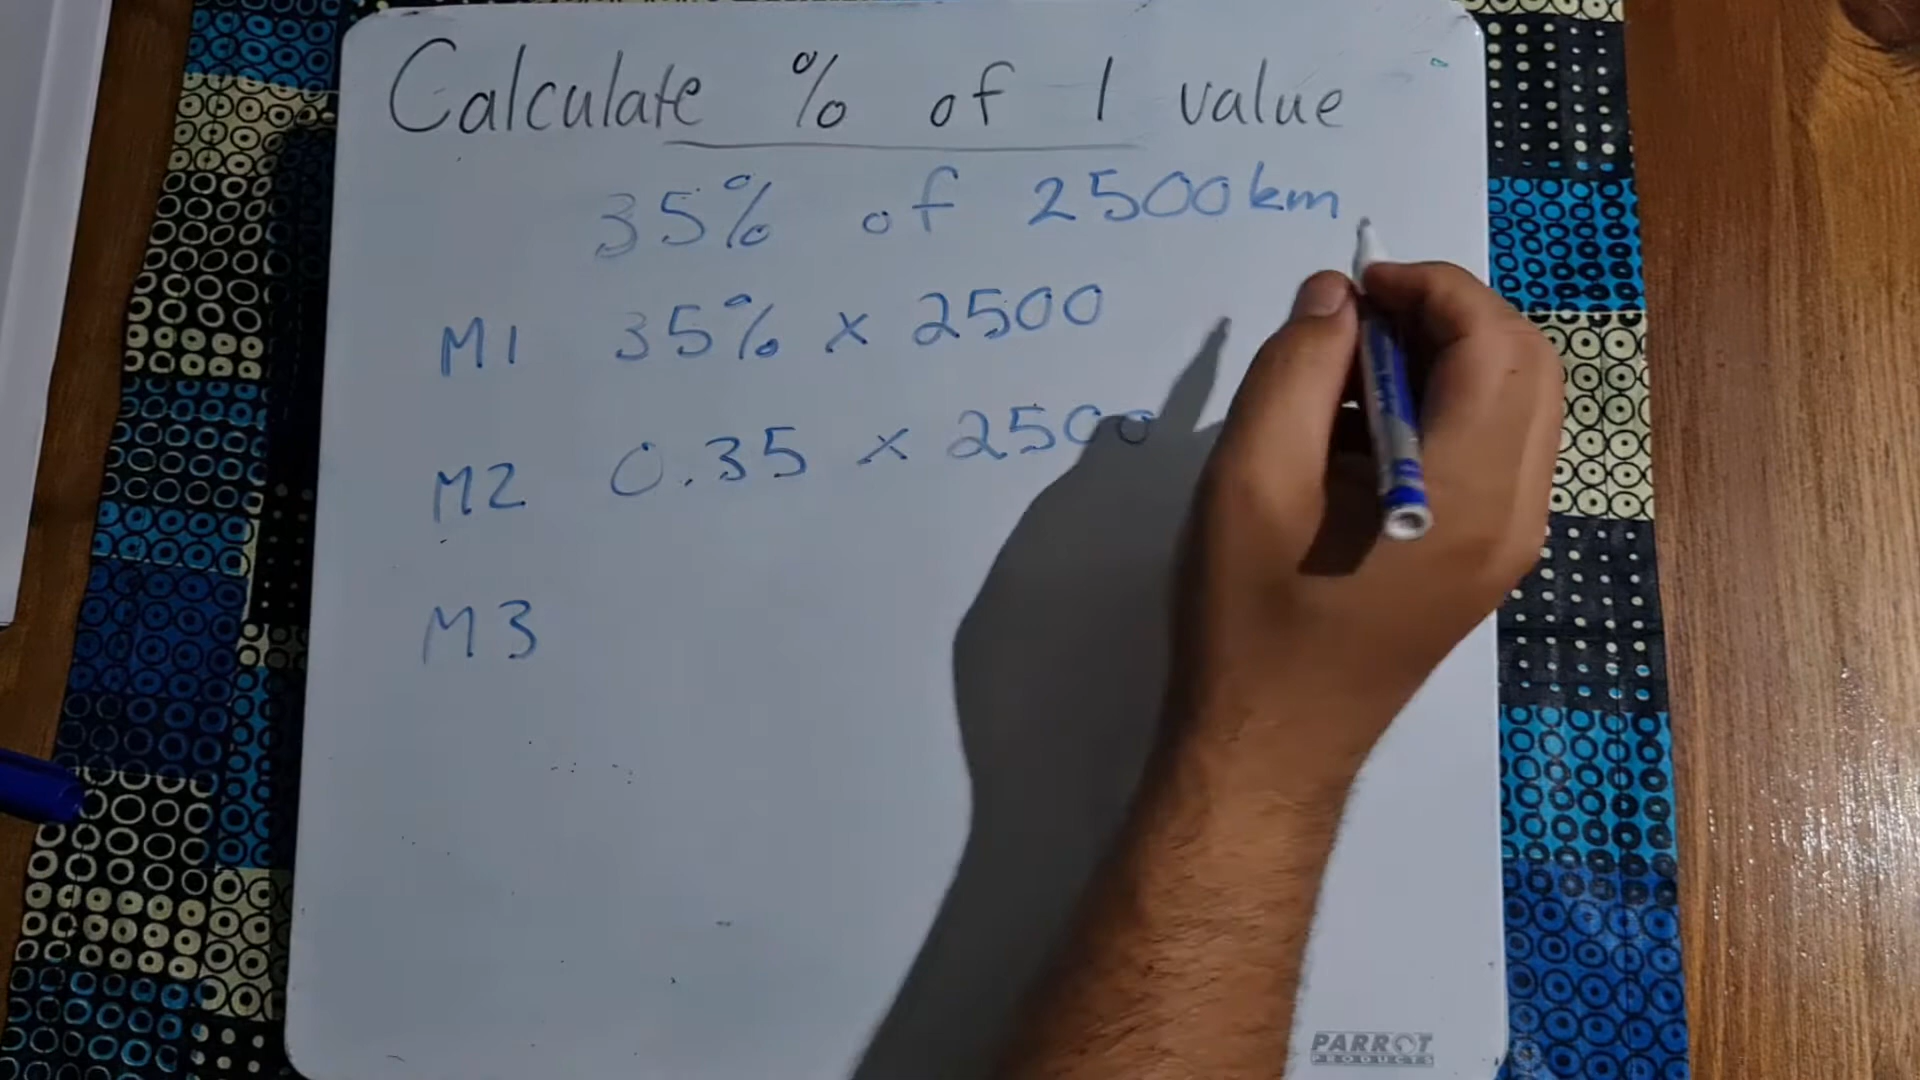 Calculate % of 1 value
35% of 2500km
M1 35% x 2500
M2 0.35 x 2500
M3
PARROT
PRODUCTS